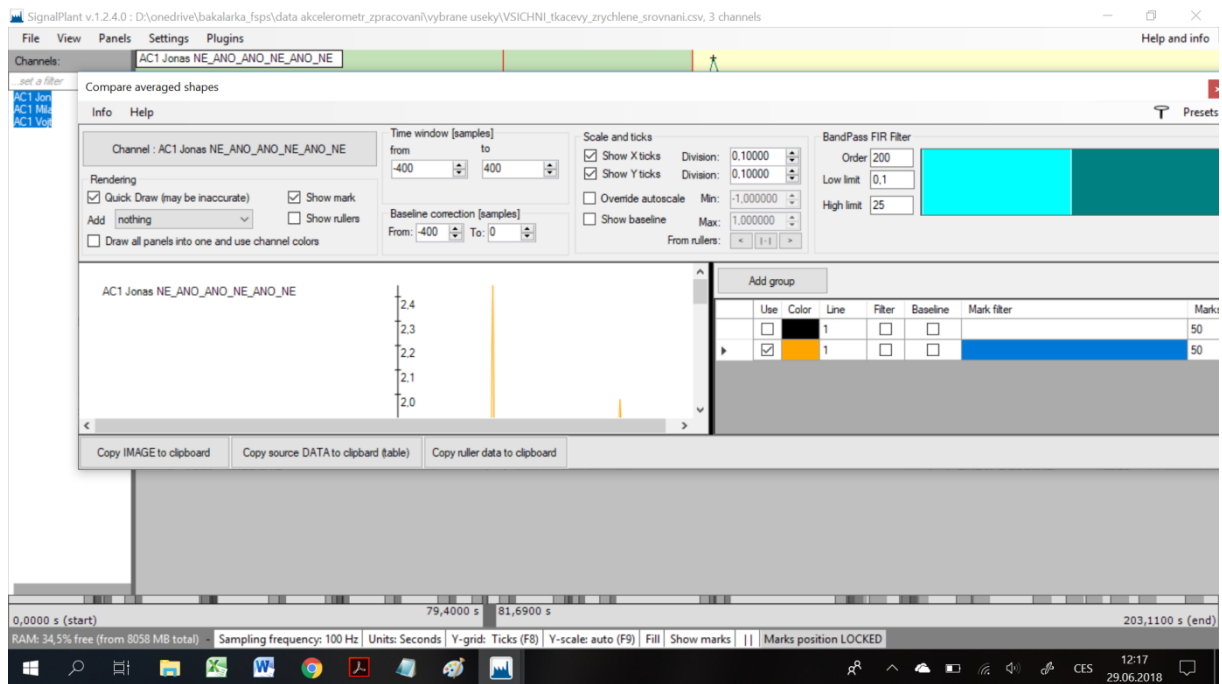 SignalPlant v.1.2.4.0 : D:\onedrive\bakalarka_fsps\data akcelerometr_zpracovani\vybrane useky\VSICHNI_tkacevy_zrychlene_srovnani.csv, 3 channels
File View Panels Settings Plugins Help and info
Channels: AC1 Jonas NE_ANO_ANO_NE_ANO_NE
...set a filter
AC1 Jon
AC1 Mila
AC1 Vojt
Compare averaged shapes
Info Help Presets
Channel : AC1 Jonas NE_ANO_ANO_NE_ANO_NE
Rendering
Quick Draw (may be inaccurate) Show mark
Add nothing Show rullers
Draw all panels into one and use channel colors
Time window [samples]
from to
-400 400
Baseline correction [samples]
From: -400 To: 0
Scale and ticks
Show X ticks Division: 0,10000
Show Y ticks Division: 0,10000
Override autoscale Min: -1,000000
Show baseline Max: 1,000000
From rulers: < |-| >
BandPass FIR Filter
Order 200
Low limit 0,1
High limit 25
AC1 Jonas NE_ANO_ANO_NE_ANO_NE
2,4
2,3
2,2
2,1
2,0
Add group
Use Color Line Filter Baseline Mark filter Marks
1 50
1 50
Copy IMAGE to clipboard Copy source DATA to clipbard (table) Copy ruller data to clipboard
79,4000 s 81,6900 s
0,0000 s (start) 203,1100 s (end)
RAM: 34,5% free (from 8058 MB total) - Sampling frequency: 100 Hz Units: Seconds Y-grid: Ticks (F8) Y-scale: auto (F9) Fill Show marks || Marks position LOCKED
CES 12:17
29.06.2018